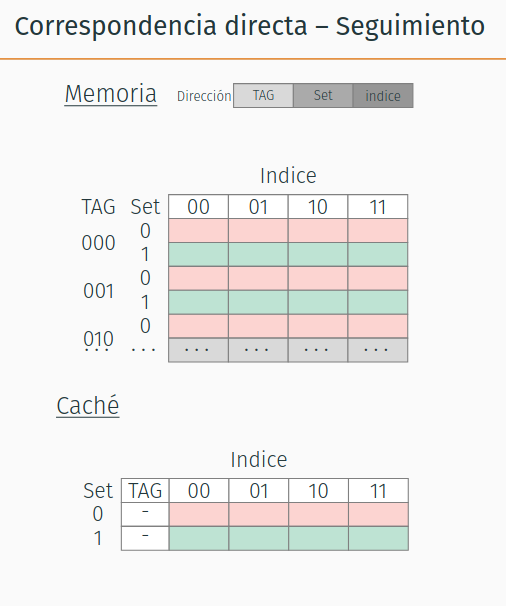 Correspondencia directa – Seguimiento
Memoria Dirección TAG Set indice
Indice
TAG Set 00 01 10 11
0
000
1
0
001
1
0
010
... ... ... ... ... ...
Caché
Indice
Set TAG 00 01 10 11
0 -
1 -